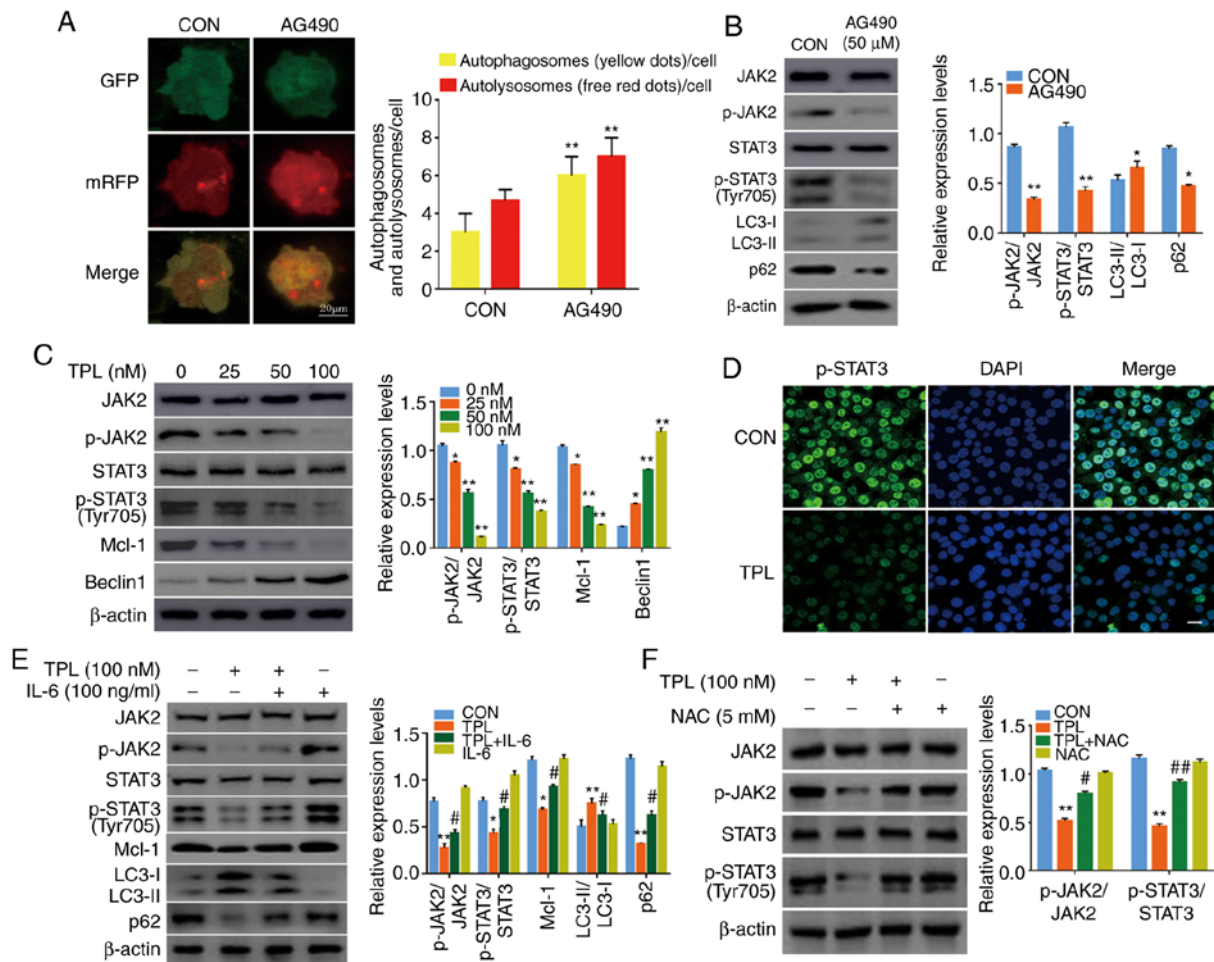 A
CON
AG490
GFP
mRFP
Merge
20μm
Autophagosomes (yellow dots)/cell
Autolysosomes (free red dots)/cell
Autophagosomes
and autolysosomes/cell
8
6
4
2
0
**
**
CON
AG490
B
CON
AG490
(50 μM)
JAK2
p-JAK2
STAT3
p-STAT3
(Tyr705)
LC3-I
LC3-II
p62
β-actin
CON
AG490
Relative expression levels
1.5
1.0
0.5
0.0
**
**
*
*
p-JAK2/
JAK2
p-STAT3/
STAT3
LC3-II/
LC3-I
p62
C
TPL (nM)
0 25 50 100
JAK2
p-JAK2
STAT3
p-STAT3
(Tyr705)
Mcl-1
Beclin1
β-actin
0 nM
25 nM
50 nM
100 nM
Relative expression levels
1.5
1.0
0.5
0.0
* ** **
* ** **
* ** **
* ** **
p-JAK2/
JAK2
p-STAT3/
STAT3
Mcl-1
Beclin1
D
p-STAT3 DAPI Merge
CON
TPL
E
TPL (100 nM) − + + −
IL-6 (100 ng/ml) − − + +
JAK2
p-JAK2
STAT3
p-STAT3
(Tyr705)
Mcl-1
LC3-I
LC3-II
p62
β-actin
CON
TPL
TPL+IL-6
IL-6
Relative expression levels
1.5
1.0
0.5
0.0
** #
* #
* #
** #
** #
p-JAK2/
JAK2
p-STAT3/
STAT3
Mcl-1
LC3-II/
LC3-I
p62
F
TPL (100 nM) − + + −
NAC (5 mM) − − + +
JAK2
p-JAK2
STAT3
p-STAT3
(Tyr705)
β-actin
CON
TPL
TPL+NAC
NAC
Relative expression levels
1.5
1.0
0.5
0.0
** #
** ##
p-JAK2/
JAK2
p-STAT3/
STAT3